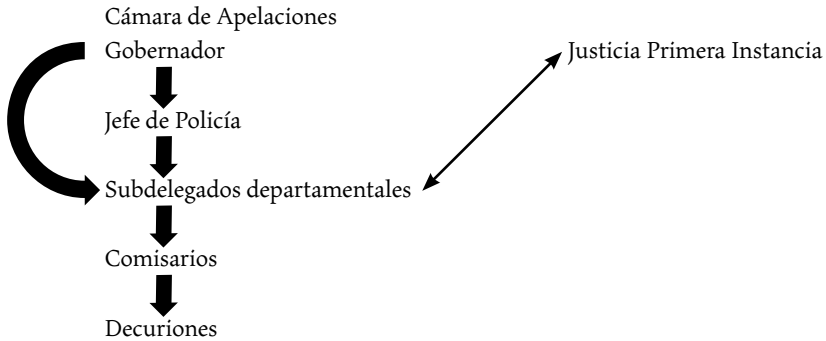 Cámara de Apelaciones
Gobernador
Justicia Primera Instancia
Jefe de Policía
Subdelegados departamentales
Comisarios
Decuriones